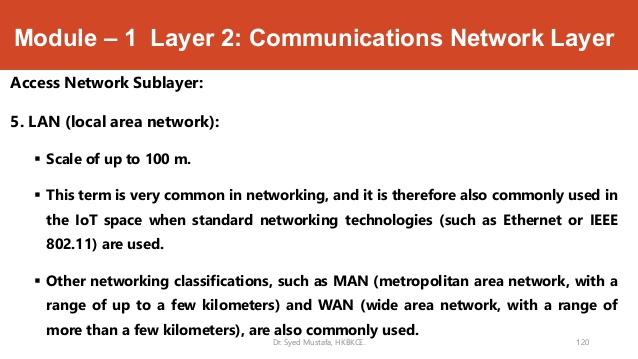 Module – 1 Layer 2: Communications Network Layer
Access Network Sublayer:
5. LAN (local area network):
▪ Scale of up to 100 m.
▪ This term is very common in networking, and it is therefore also commonly used in
the IoT space when standard networking technologies (such as Ethernet or IEEE
802.11) are used.
▪ Other networking classifications, such as MAN (metropolitan area network, with a
range of up to a few kilometers) and WAN (wide area network, with a range of
more than a few kilometers), are also commonly used.
Dr. Syed Mustafa, HKBKCE. 120